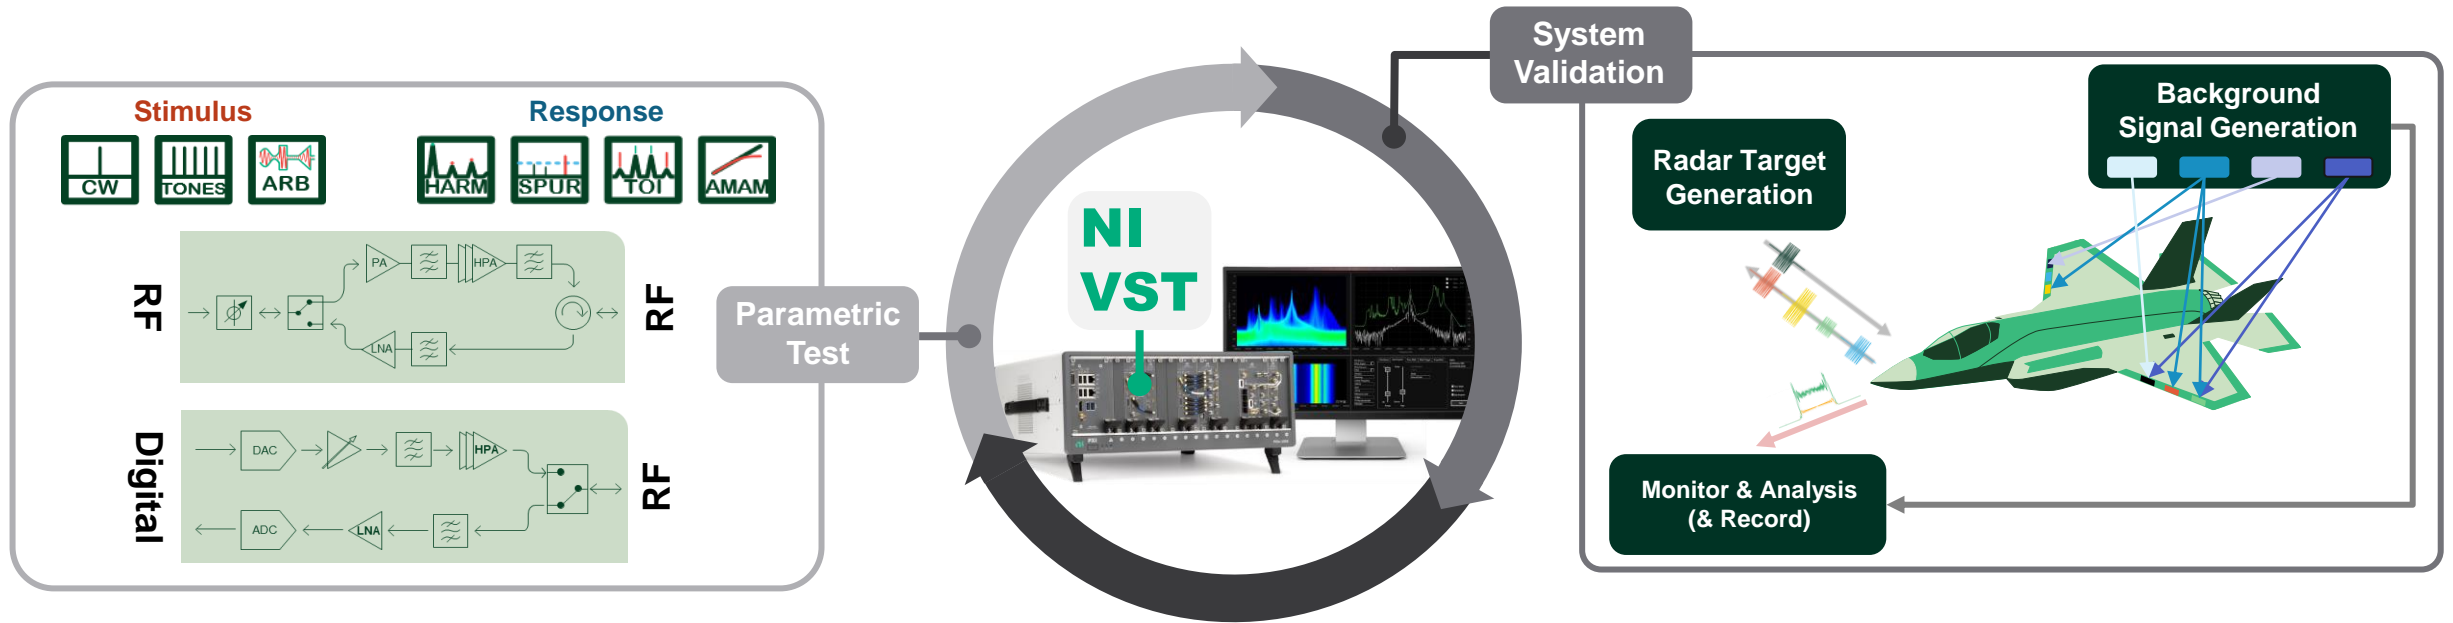 Stimulus
Response
CW
TONES
ARB
HARM
SPUR
TOI
AMAM
RF
PA
HPA
LNA
RF
Digital
DAC
HPA
ADC
LNA
RF
Parametric
Test
NI
VST
System
Validation
Radar Target
Generation
Background
Signal Generation
Monitor & Analysis
(& Record)